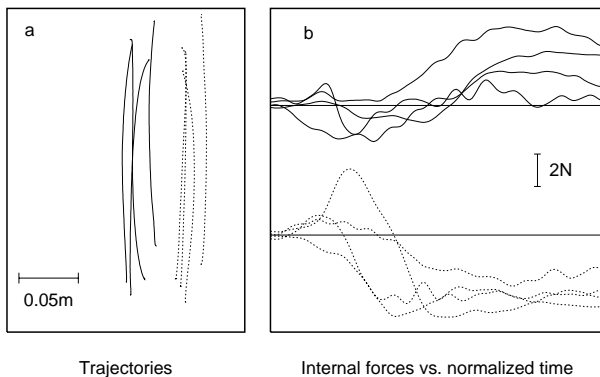 a
0.05m
b
2N
Trajectories
Internal forces vs. normalized time